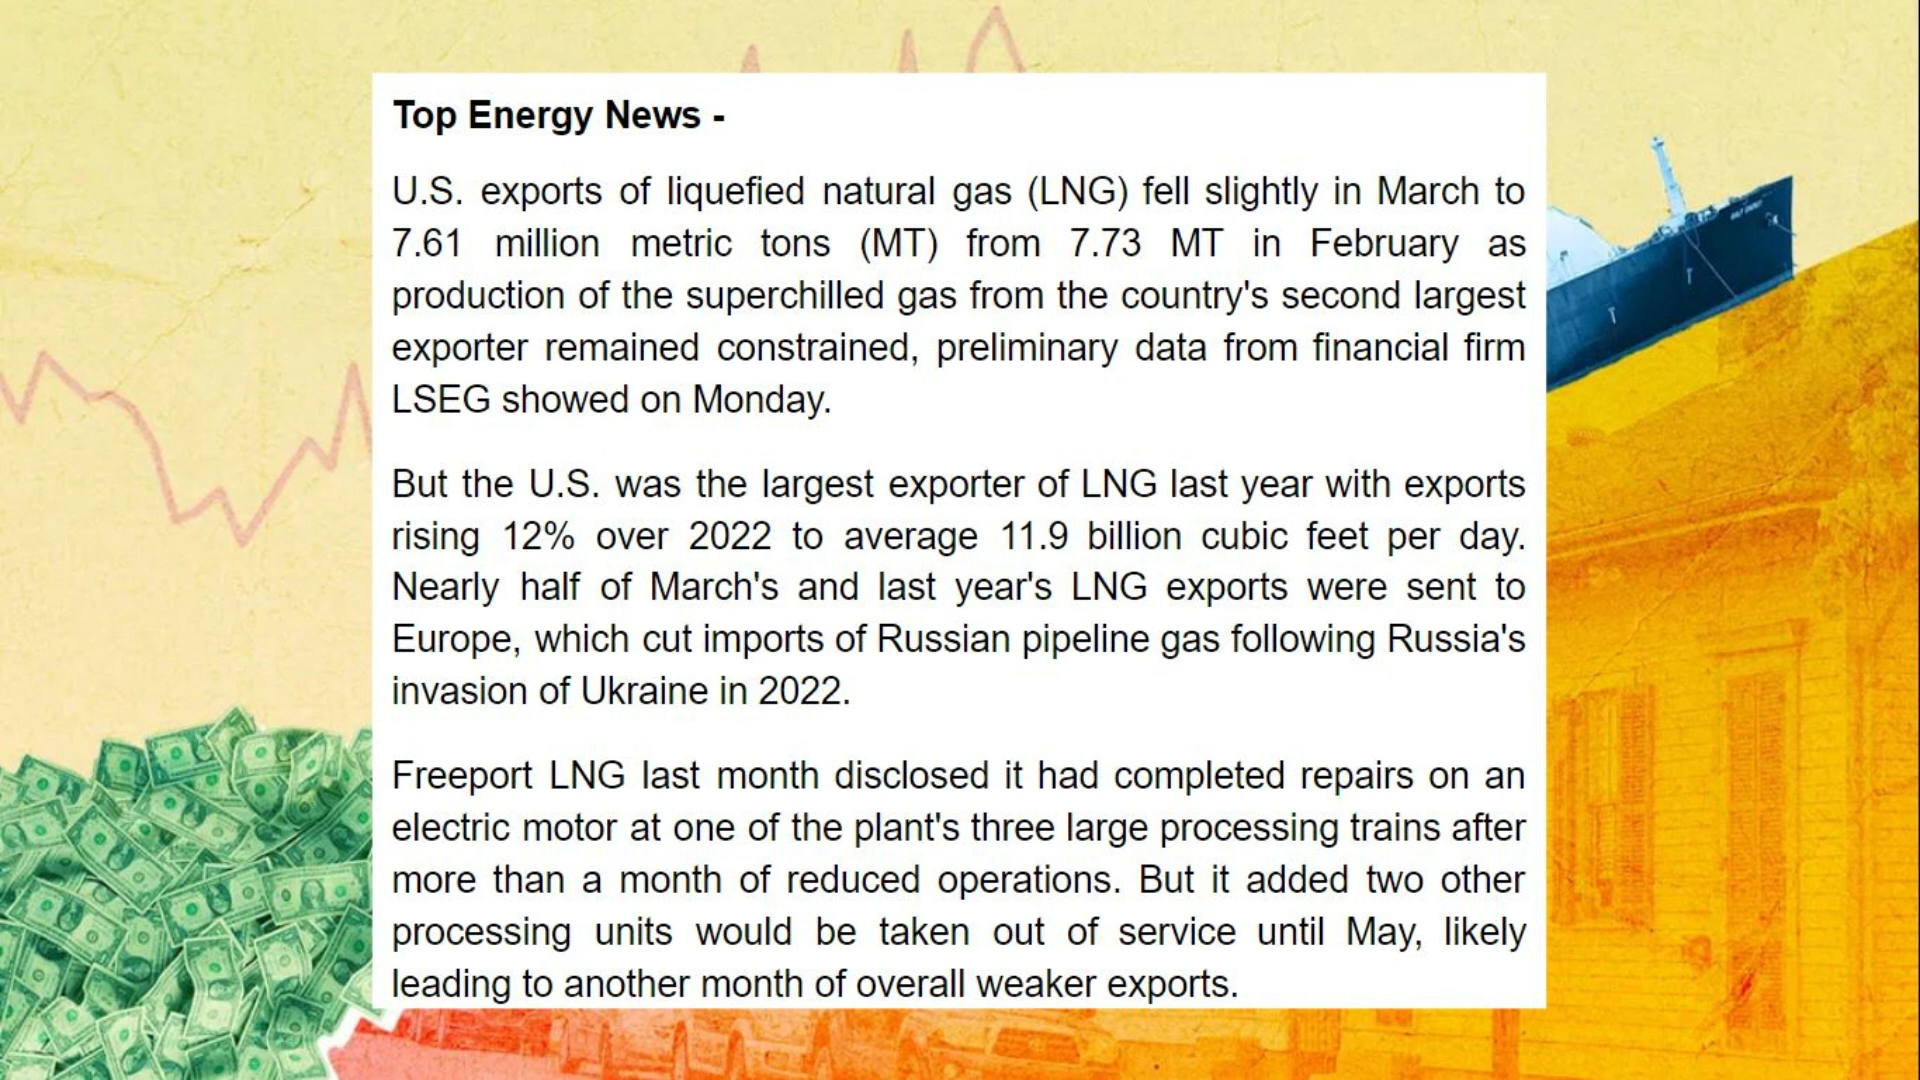 Top Energy News -
U.S. exports of liquefied natural gas (LNG) fell slightly in March to
7.61 million metric tons (MT) from 7.73 MT in February as
production of the superchilled gas from the country's second largest
exporter remained constrained, preliminary data from financial firm
LSEG showed on Monday.
But the U.S. was the largest exporter of LNG last year with exports
rising 12% over 2022 to average 11.9 billion cubic feet per day.
Nearly half of March's and last year's LNG exports were sent to
Europe, which cut imports of Russian pipeline gas following Russia's
invasion of Ukraine in 2022.
Freeport LNG last month disclosed it had completed repairs on an
electric motor at one of the plant's three large processing trains after
more than a month of reduced operations. But it added two other
processing units would be taken out of service until May, likely
leading to another month of overall weaker exports.